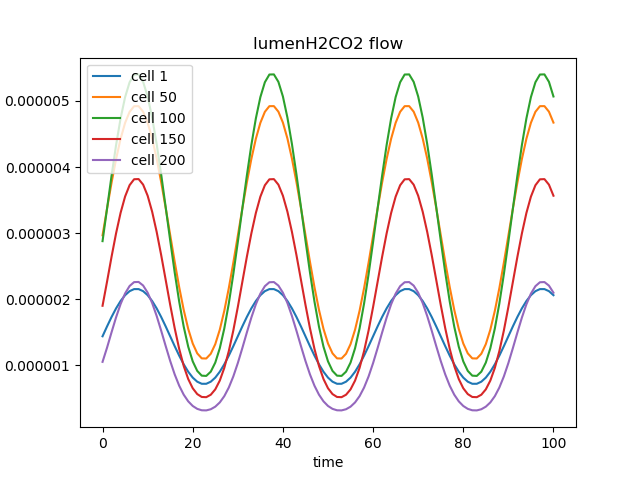 lumenH2CO2 flow
cell 1
cell 50
cell 100
cell 150
cell 200
0.000005
0.000004
0.000003
0.000002
0.000001
0 20 40 60 80 100
time